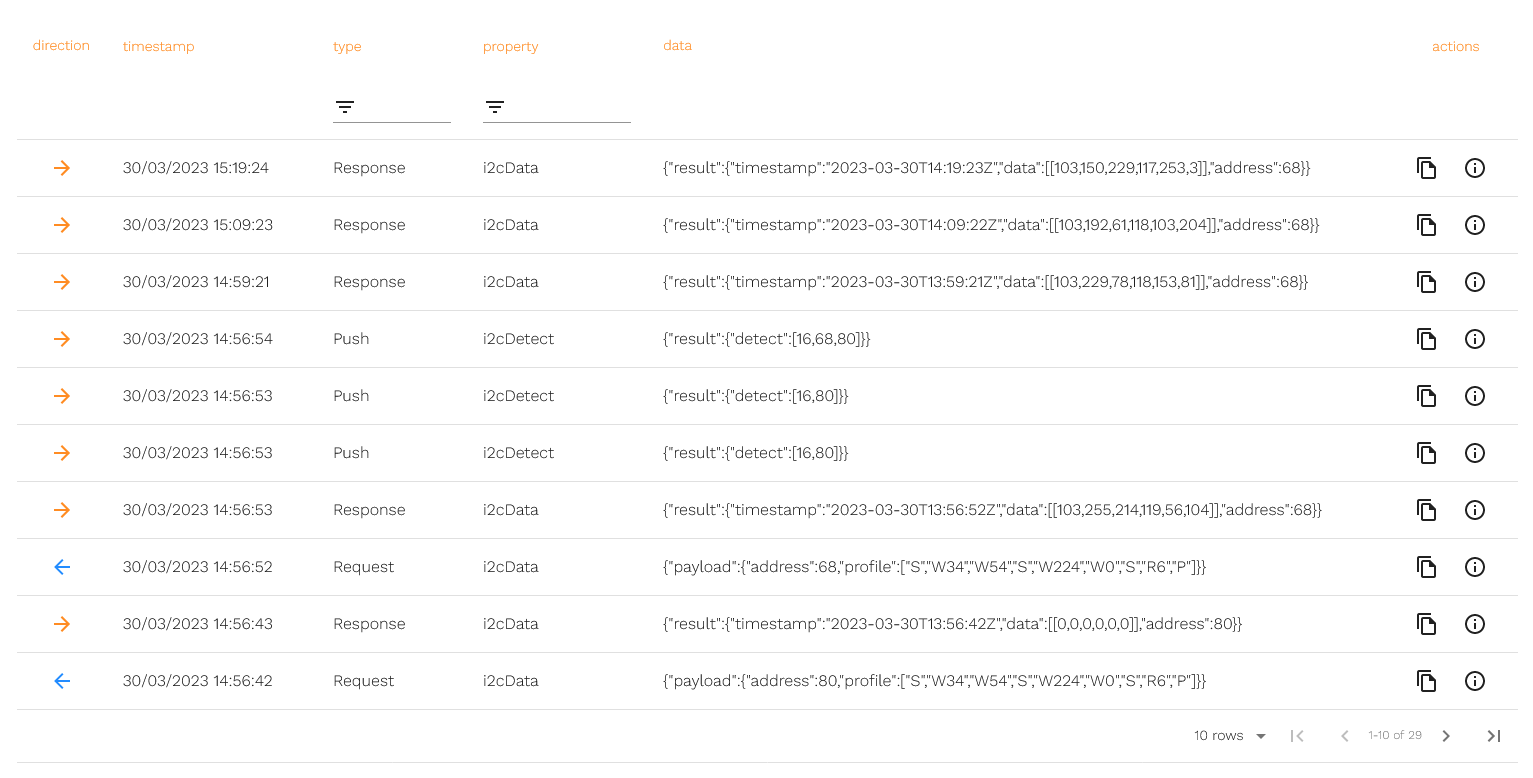 direction timestamp type property data actions
30/03/2023 15:19:24 Response i2cData {"result":{"timestamp":"2023-03-30T14:19:23Z","data":[[103,150,229,117,253,3]],"address":68}}
30/03/2023 15:09:23 Response i2cData {"result":{"timestamp":"2023-03-30T14:09:22Z","data":[[103,192,61,118,103,204]],"address":68}}
30/03/2023 14:59:21 Response i2cData {"result":{"timestamp":"2023-03-30T13:59:21Z","data":[[103,229,78,118,153,81]],"address":68}}
30/03/2023 14:56:54 Push i2cDetect {"result":{"detect":[16,68,80]}}
30/03/2023 14:56:53 Push i2cDetect {"result":{"detect":[16,80]}}
30/03/2023 14:56:53 Push i2cDetect {"result":{"detect":[16,80]}}
30/03/2023 14:56:53 Response i2cData {"result":{"timestamp":"2023-03-30T13:56:52Z","data":[[103,255,214,119,56,104]],"address":68}}
30/03/2023 14:56:52 Request i2cData {"payload":{"address":68,"profile":["S","W34","W54","S","W224","W0","S","R6","P"]}}
30/03/2023 14:56:43 Response i2cData {"result":{"timestamp":"2023-03-30T13:56:42Z","data":[[0,0,0,0,0,0]],"address":80}}
30/03/2023 14:56:42 Request i2cData {"payload":{"address":80,"profile":["S","W34","W54","S","W224","W0","S","R6","P"]}}
10 rows 1-10 of 29